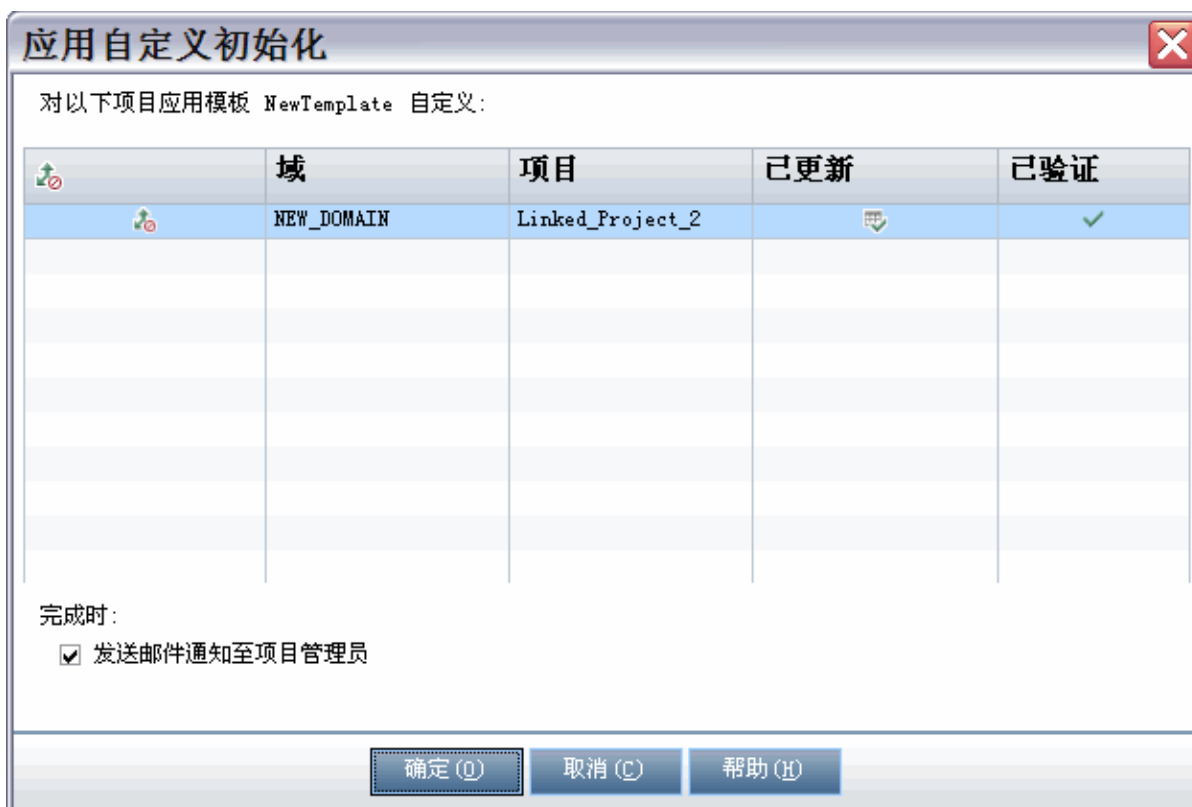 应用自定义初始化
对以下项目应用模板 NewTemplate 自定义:
域 项目 已更新 已验证
NEW_DOMAIN Linked_Project_2
完成时:
发送邮件通知至项目管理员
确定(O) 取消(C) 帮助(H)